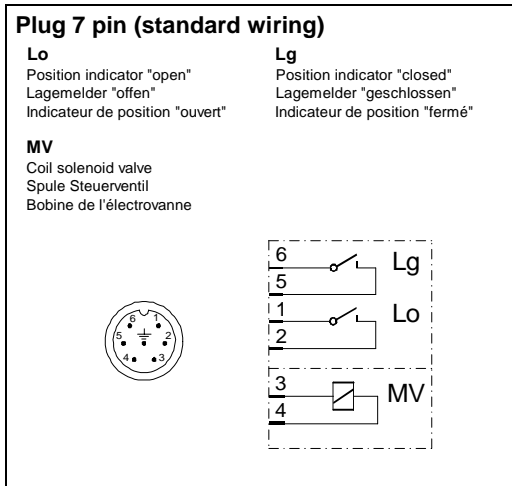 Plug 7 pin (standard wiring)
Lo
Position indicator "open"
Lagemelder "offen"
Indicateur de position "ouvert"
Lg
Position indicator "closed"
Lagemelder "geschlossen"
Indicateur de position "fermé"
MV
Coil solenoid valve
Spule Steuerventil
Bobine de l'électrovanne
6 1
5 2
4 3
6 Lg
5
1 Lo
2
3 MV
4